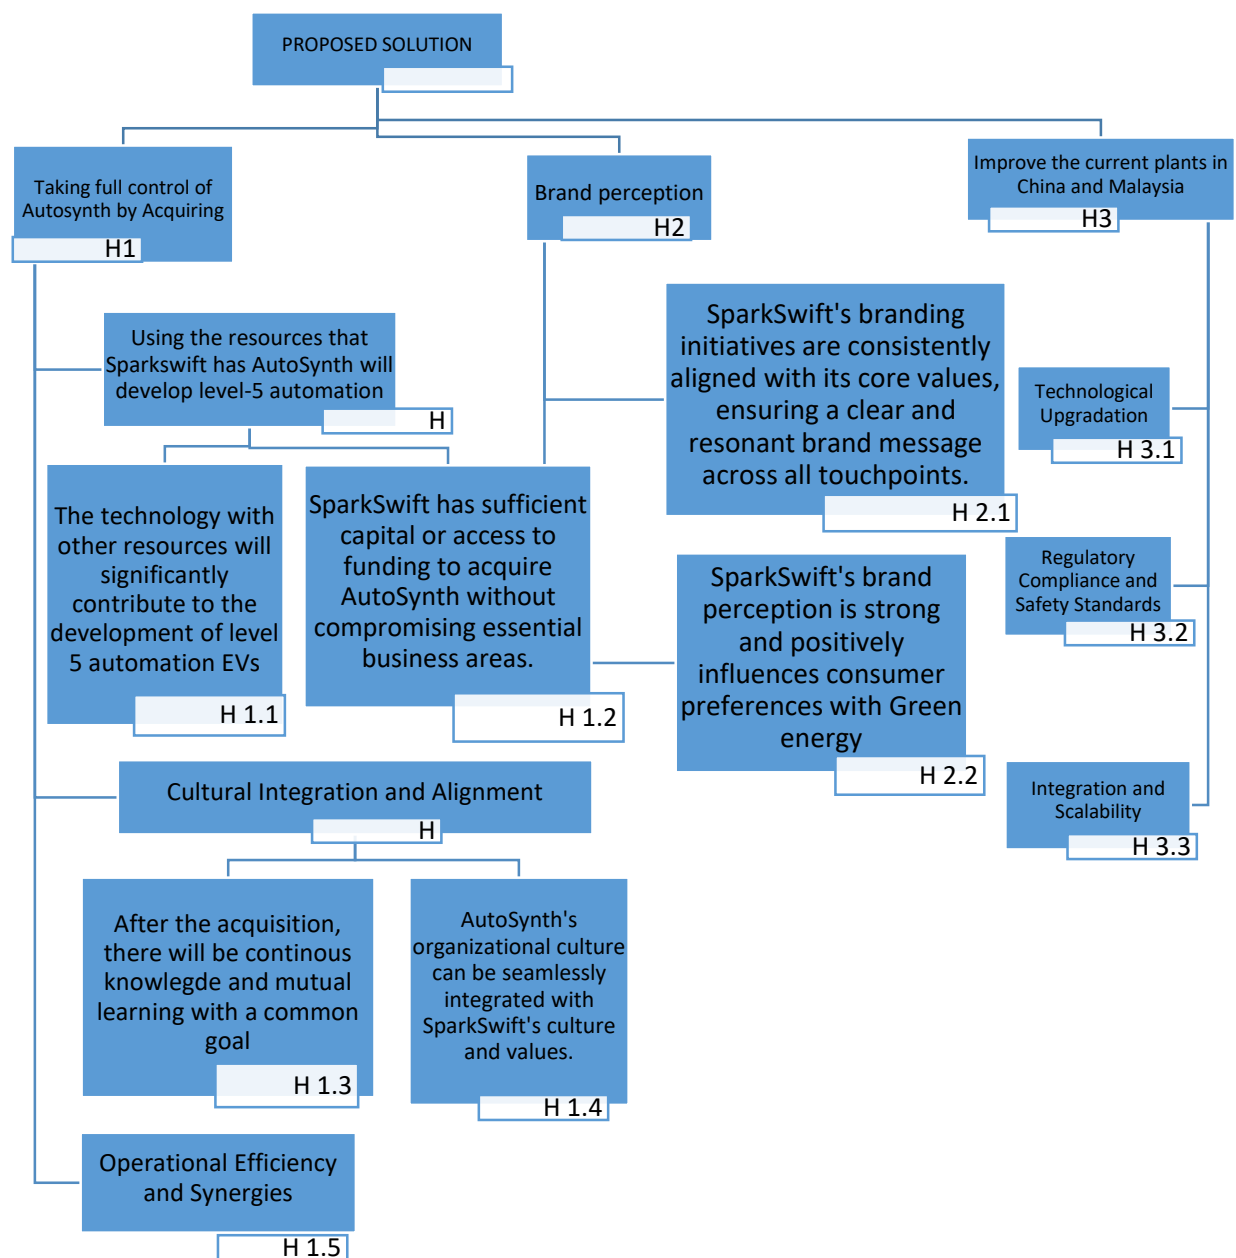 PROPOSED SOLUTION
Taking full control of
Autosynth by Acquiring
H1
Brand perception
H2
Improve the current plants in
China and Malaysia
H3
Using the resources that
Sparkswift has AutoSynth will
develop level-5 automation
H
The technology with
other resources will
significantly
contribute to the
development of level
5 automation EVs
H 1.1
SparkSwift has sufficient
capital or access to
funding to acquire
AutoSynth without
compromising essential
business areas.
H 1.2
Cultural Integration and Alignment
H
After the acquisition,
there will be continous
knowlegde and mutual
learning with a common
goal
H 1.3
AutoSynth's
organizational culture
can be seamlessly
integrated with
SparkSwift's culture
and values.
H 1.4
Operational Efficiency
and Synergies
H 1.5
SparkSwift's branding
initiatives are consistently
aligned with its core values,
ensuring a clear and
resonant brand message
across all touchpoints.
H 2.1
SparkSwift's brand
perception is strong
and positively
influences consumer
preferences with Green
energy
H 2.2
Technological
Upgradation
H 3.1
Regulatory
Compliance and
Safety Standards
H 3.2
Integration and
Scalability
H 3.3